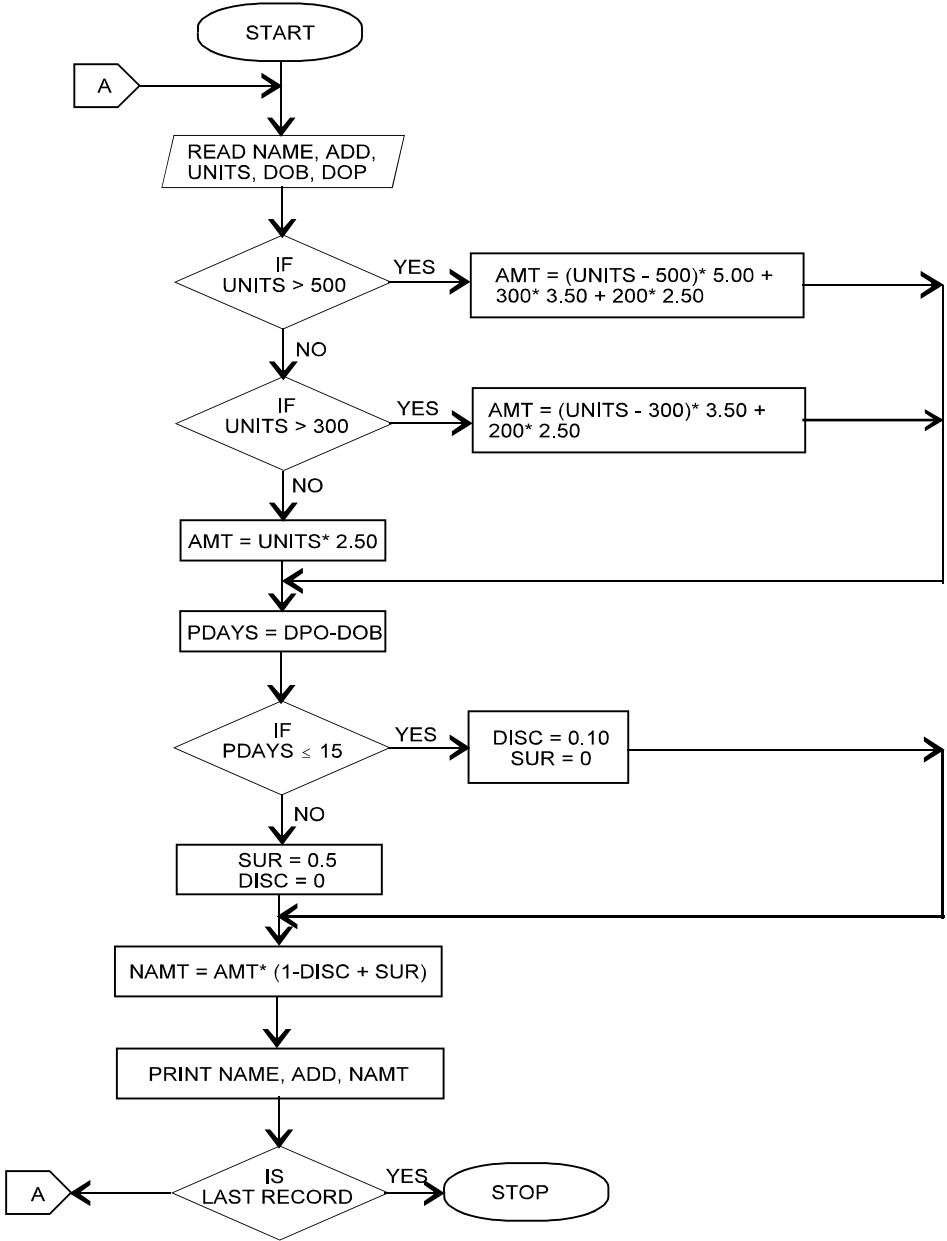 START
A
READ NAME, ADD,
UNITS, DOB, DOP
IF
UNITS > 500
YES
AMT = (UNITS - 500)* 5.00 +
300* 3.50 + 200* 2.50
NO
IF
UNITS > 300
YES
AMT = (UNITS - 300)* 3.50 +
200* 2.50
NO
AMT = UNITS* 2.50
PDAYS = DPO-DOB
IF
PDAYS ≤ 15
YES
DISC = 0.10
SUR = 0
NO
SUR = 0.5
DISC = 0
NAMT = AMT* (1-DISC + SUR)
PRINT NAME, ADD, NAMT
IS
LAST RECORD
YES
STOP
A